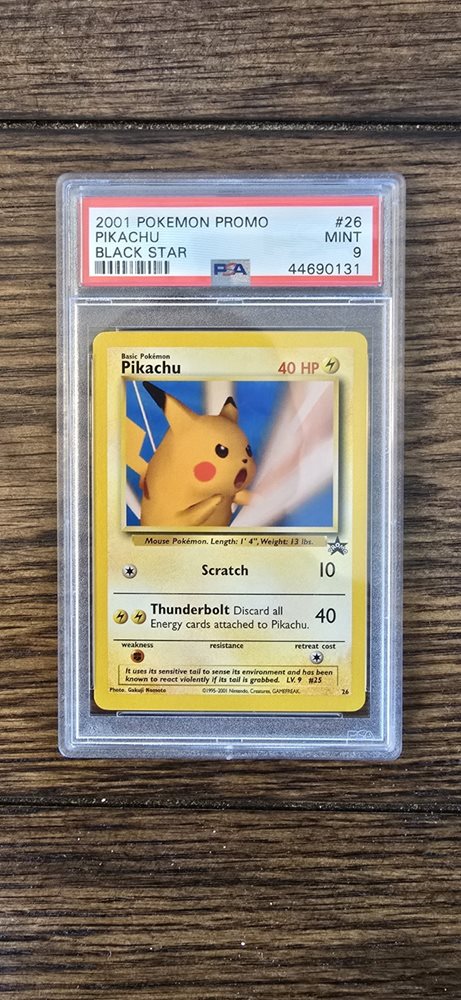 2001 POKEMON PROMO #26
PIKACHU MINT
BLACK STAR 9
PSA 44690131
Basic Pokémon
Pikachu 40 HP
Mouse Pokémon. Length: 1' 4", Weight: 13 lbs.
PROMO
Scratch 10
Thunderbolt Discard all
Energy cards attached to Pikachu. 40
weakness resistance retreat cost
It uses its sensitive tail to sense its environment and has been
known to react violently if its tail is grabbed. LV. 9 #25
Photo. Gakuji Nomoto ©1995-2001 Nintendo, Creatures, GAMEFREAK. 26
PSA